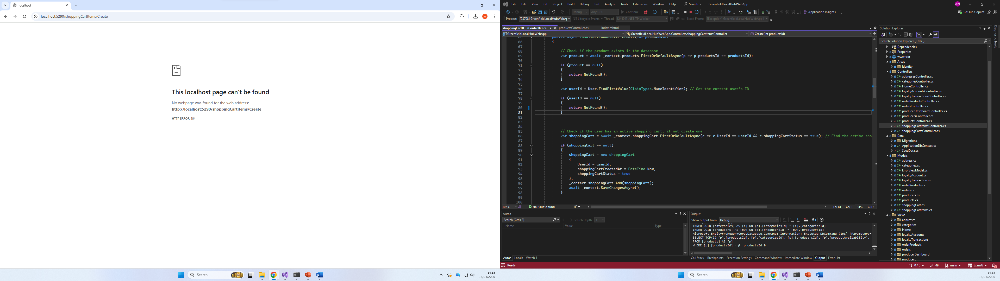 localhost
localhost:5290/shoppingCartItems/Create
This localhost page can't be found
No webpage was found for the web address:
http://localhost:5290/shoppingCartItems/Create
HTTP ERROR 404
Search
14:18
15/04/2026
File Edit View Git Project Build Debug Test Analyze Tools Extensions Window Help Search GreenfieldLocalHubWebApp
AN
Debug Any CPU Continue Application Insights GitHub Copilot
Process: [23708] GreenfieldLocalHubWebAp Lifecycle Events Thread: [24404] .NET TP Worker Stack Frame: [Exception] GreenfieldLocalHubWebApp.
shoppingCartIt...sController.cs productsController.cs Index.cshtml
GreenfieldLocalHubWebApp GreenfieldLocalHubWebApp.Controllers.shoppingCartItemsController Create(int productsId)
65 public async Task<IActionResult> Create(int productsId)
66 {
67
68 // Check if the product exists in the database
69 var product = await _context.products.FirstOrDefaultAsync(p => p.productsId == productsId);
70
71 if (product == null)
72 {
73 return NotFound();
74 }
75
76 var userId = User.FindFirstValue(ClaimTypes.NameIdentifier); // Get the current user's ID
77
78 if (userId == null)
79 {
80 return NotFound();
81 }
82
83
84
85 // Check if the user has an active shopping cart, if not create one
86 var shoppingCart = await _context.shoppingCart.FirstOrDefaultAsync(c => c.UserId == userId && c.shoppingCartStatus == true); // Find the active sho
87
88 if (shoppingCart == null)
89 {
90 shoppingCart = new shoppingCart
91 {
92 UserId = userId,
93 shoppingCartCreatedAt = DateTime.Now,
94 shoppingCartStatus = true
95 };
96 _context.shoppingCart.Add(shoppingCart);
97 await _context.SaveChangesAsync();
98 }
99
100
107 % No issues found Ln: 81 Ch: 1 SPC CRLF
Autos
Search (Ctrl+E) Search Depth: 3
Name Value Type
Autos Locals Watch 1
Output
Show output from: Debug
INNER JOIN [categories] AS [c] ON [p].[categoriesId] = [c].[categoriesId]
INNER JOIN [producers] AS [p0] ON [p].[producersId] = [p0].[producersId]
Microsoft.EntityFrameworkCore.Database.Command: Information: Executed DbCommand (1ms) [Parameters=
SELECT TOP(1) [p].[productsId], [p].[categoriesId], [p].[producersId], [p].[productAvailability],
FROM [products] AS [p]
WHERE [p].[productsId] = @__productsId_0
Call Stack Breakpoints Exception Settings Command Window Immediate Window Output Error List
Solution Explorer
Search Solution Explorer (Ctrl+;)
Dependencies
Properties
wwwroot
Areas
Identity
Controllers
C# addressesController.cs
C# categoriesController.cs
C# HomeController.cs
C# loyaltyAccountsController.cs
C# loyaltyTransactionsController.cs
C# orderProductsController.cs
C# ordersController.cs
C# producerDashboardController.cs
C# producersController.cs
C# productsController.cs
C# shoppingCartItemsController.cs
C# shoppingCartsController.cs
Data
Migrations
C# ApplicationDbContext.cs
C# SeedData.cs
Models
C# address.cs
C# categories.cs
C# ErrorViewModel.cs
C# loyaltyAccount.cs
C# loyaltyTransaction.cs
C# orderProducts.cs
C# orders.cs
C# producers.cs
C# products.cs
C# shoppingCart.cs
C# shoppingCartItems.cs
Views
addresses
categories
Home
loyaltyAccounts
loyaltyTransactions
orderProducts
orders
producerDashboard
producers
Diagnostic Tools
Ready 0 / 0 49 main ExamG
Search
14:18
15/04/2026